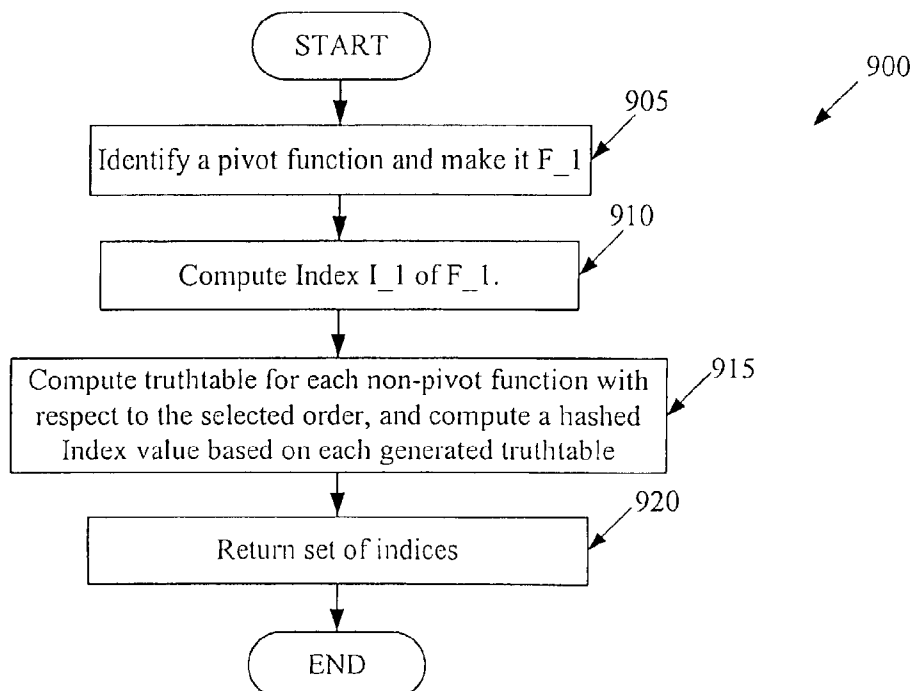 START
900
905
Identify a pivot function and make it F_1
910
Compute Index I_1 of F_1.
915
Compute truthtable for each non-pivot function with
respect to the selected order, and compute a hashed
Index value based on each generated truthtable
920
Return set of indices
END